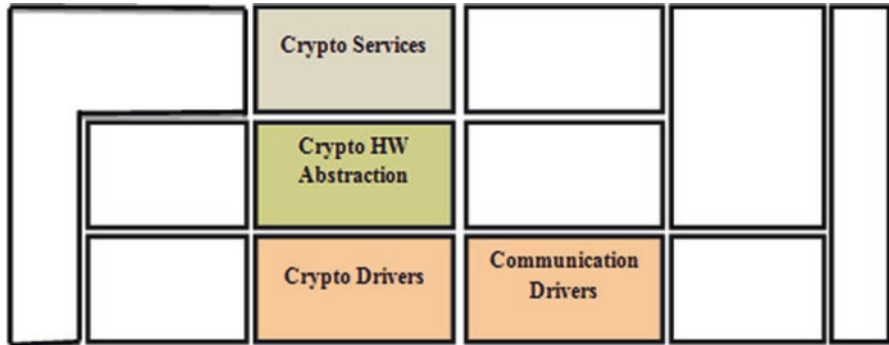 Crypto Services
Crypto HW
Abstraction
Crypto Drivers
Communication
Drivers